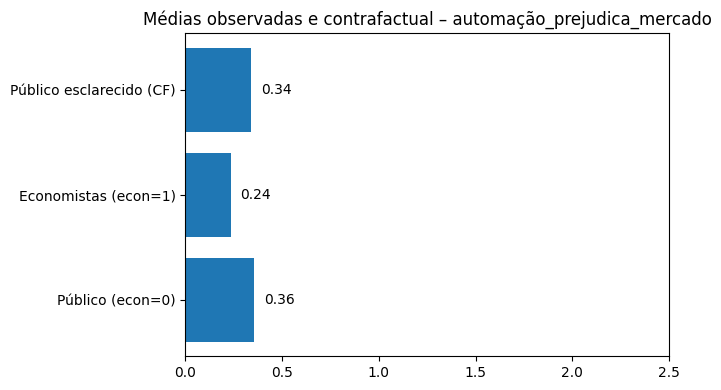 Médias observadas e contrafactual – automação_prejudica_mercado
Público esclarecido (CF)
0.34
Economistas (econ=1)
0.24
Público (econ=0)
0.36
0.0 0.5 1.0 1.5 2.0 2.5